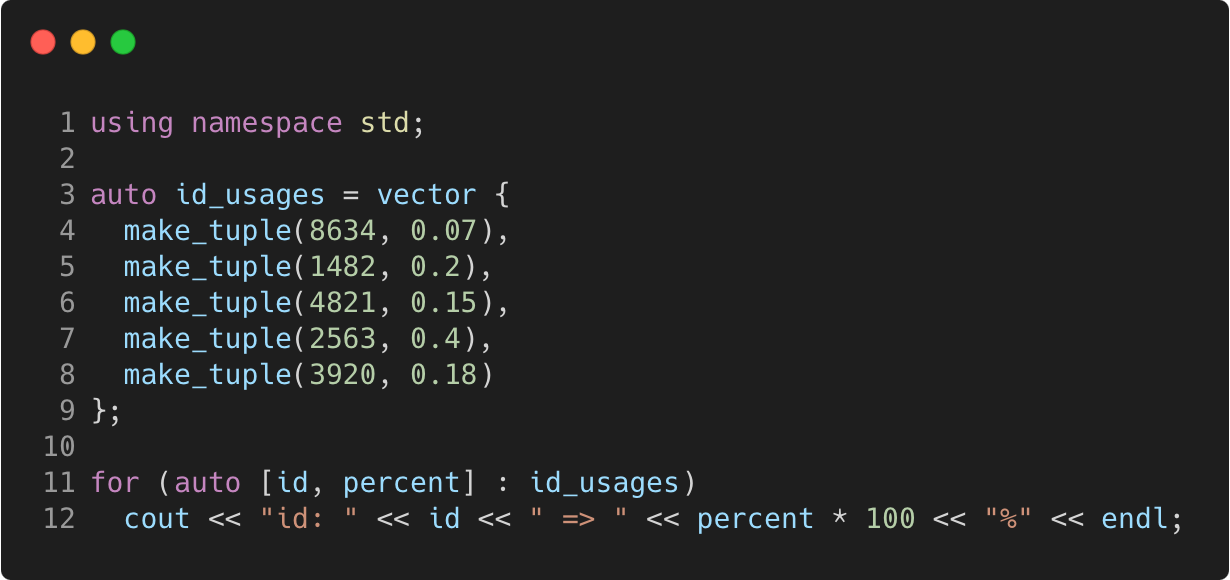 1 using namespace std;
2
3 auto id_usages = vector {
4   make_tuple(8634, 0.07),
5   make_tuple(1482, 0.2),
6   make_tuple(4821, 0.15),
7   make_tuple(2563, 0.4),
8   make_tuple(3920, 0.18)
9 };
10
11 for (auto [id, percent] : id_usages)
12   cout << "id: " << id << " => " << percent * 100 << "%" << endl;